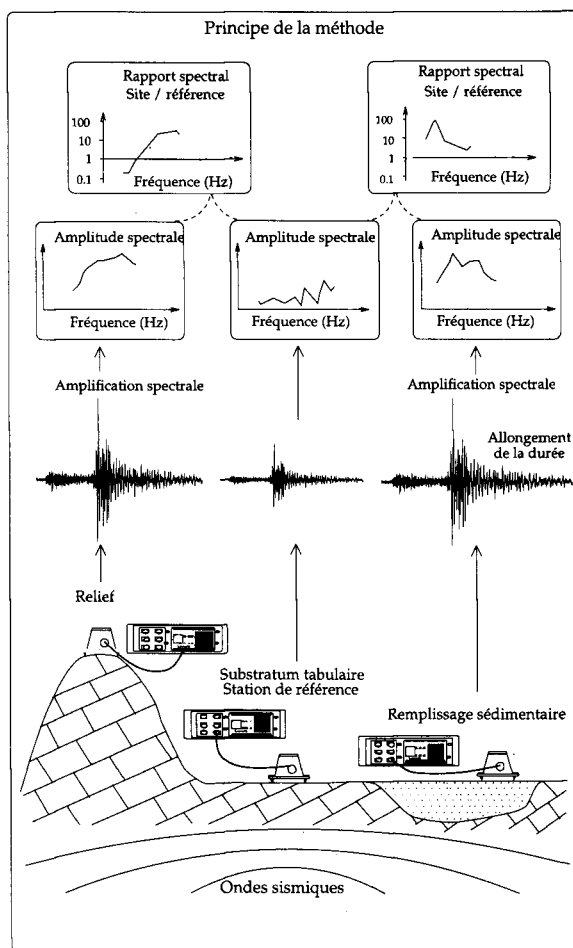 Principe de la méthode
Rapport spectral
Site / référence
100
10
1
0.1
Fréquence (Hz)
Rapport spectral
Site / référence
100
10
1
0.1
Fréquence (Hz)
Amplitude spectrale
Fréquence (Hz)
Amplitude spectrale
Fréquence (Hz)
Amplitude spectrale
Fréquence (Hz)
Amplification spectrale
Amplification spectrale
Allongement
de la durée
Relief
Substratum tabulaire
Station de référence
Remplissage sédimentaire
Ondes sismiques